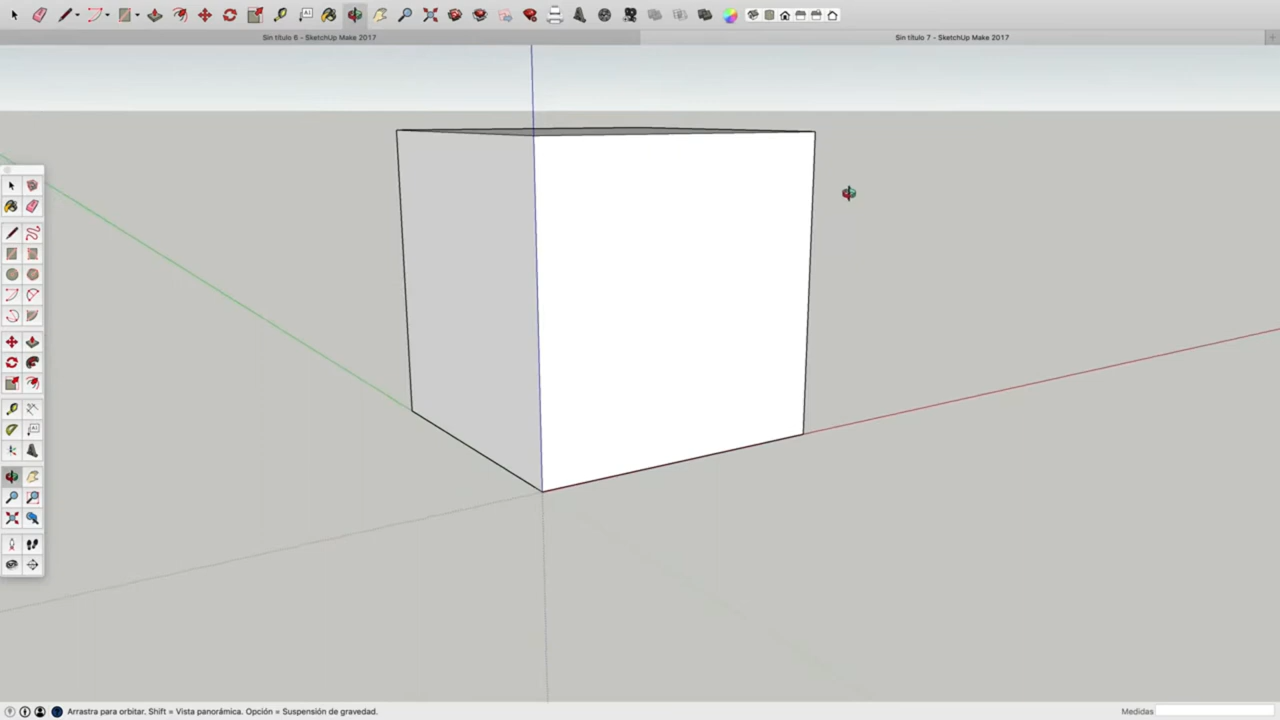 Sin título 6 - SketchUp Make 2017
Sin título 7 - SketchUp Make 2017
Arrastra para orbitar. Shift = Vista panorámica. Opción = Suspensión de gravedad.
Medidas